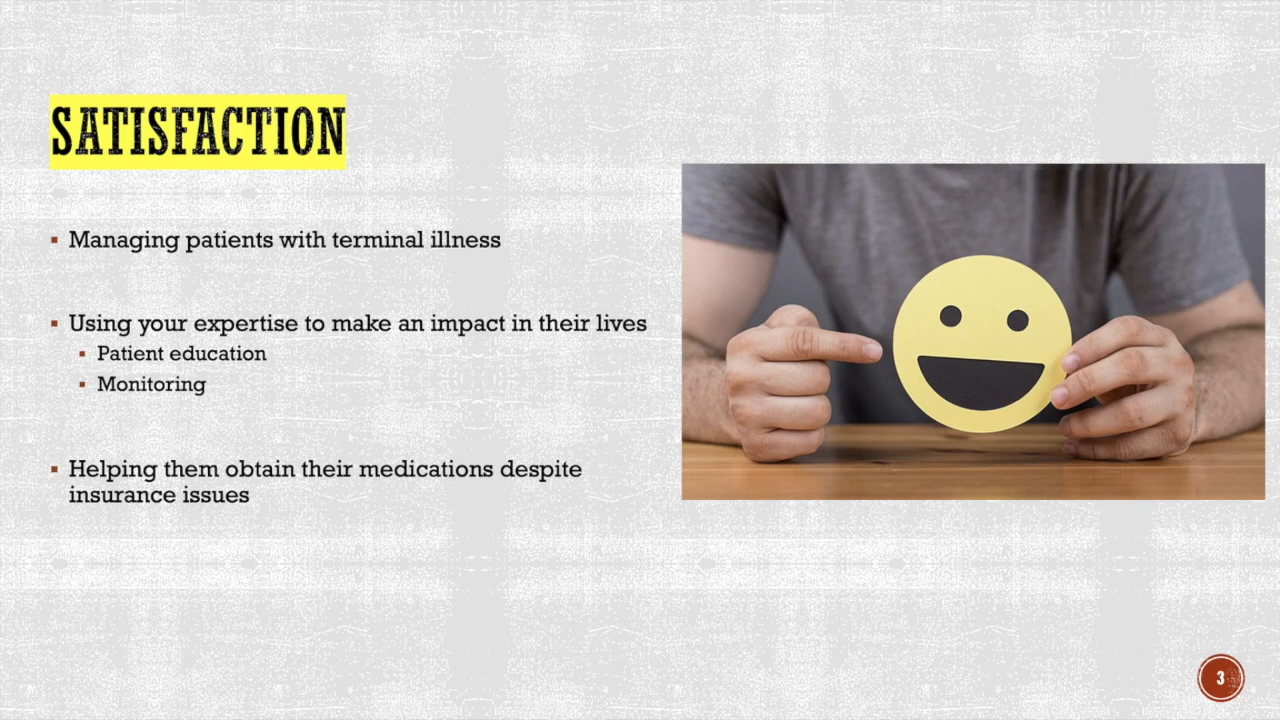 SATISFACTION
▪ Managing patients with terminal illness
▪ Using your expertise to make an impact in their lives
▪ Patient education
▪ Monitoring
▪ Helping them obtain their medications despite
insurance issues
3